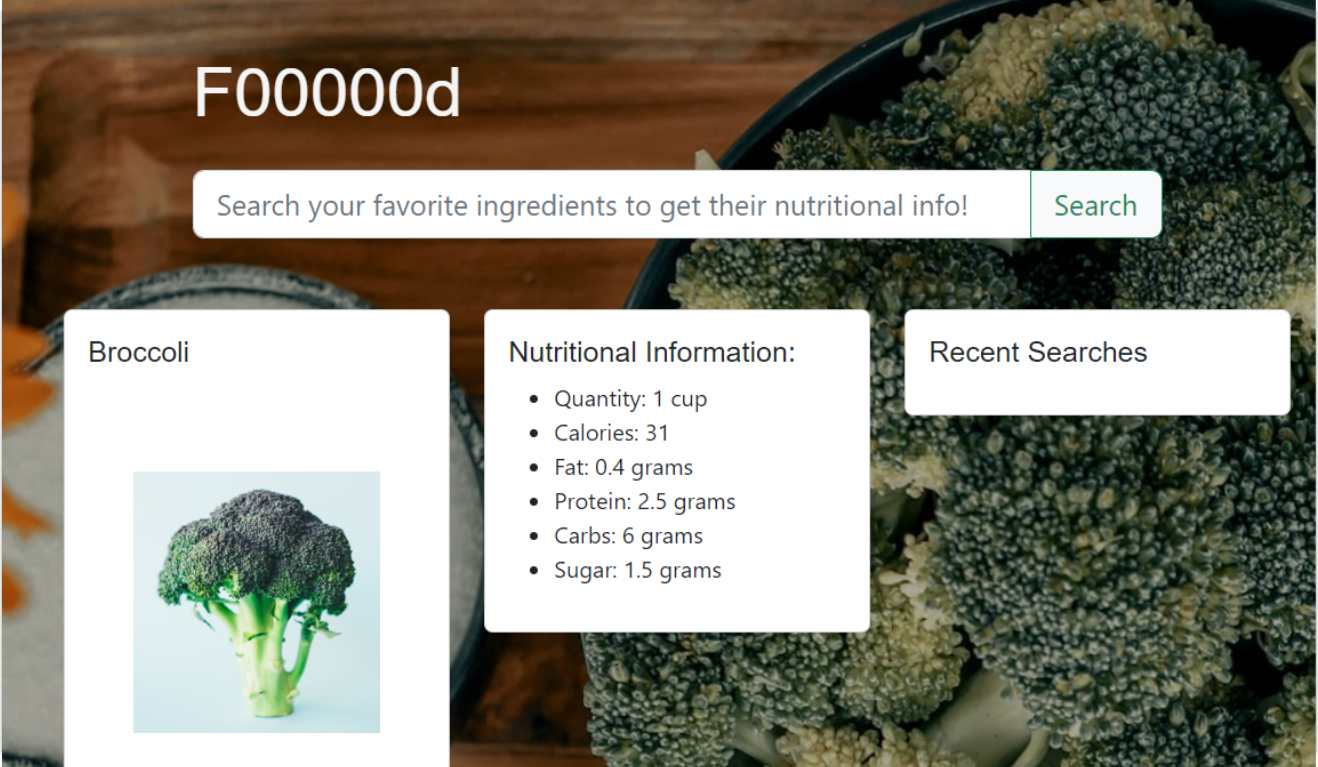 F00000d
Search your favorite ingredients to get their nutritional info!
Search
Broccoli
Nutritional Information:
Quantity: 1 cup
Calories: 31
Fat: 0.4 grams
Protein: 2.5 grams
Carbs: 6 grams
Sugar: 1.5 grams
Recent Searches